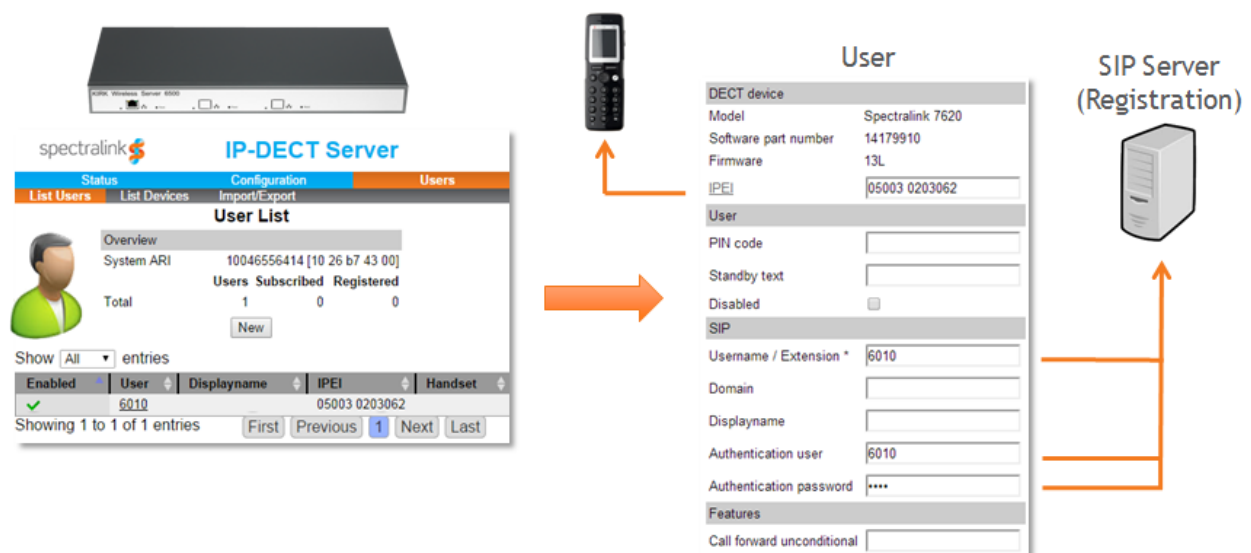 KIRK Wireless Server 6500
spectralink
IP-DECT Server
Status Configuration Users
List Users List Devices Import/Export
User List
Overview
System ARI 10046556414 [10 26 b7 43 00]
Users Subscribed Registered
Total 1 0 0
New
Show All entries
Enabled User Displayname IPEI Handset
6010 05003 0203062
Showing 1 to 1 of 1 entries First Previous 1 Next Last
User
DECT device
Model Spectralink 7620
Software part number 14179910
Firmware 13L
IPEI 05003 0203062
User
PIN code
Standby text
Disabled
SIP
Username / Extension * 6010
Domain
Displayname
Authentication user 6010
Authentication password ••••
Features
Call forward unconditional
SIP Server
(Registration)